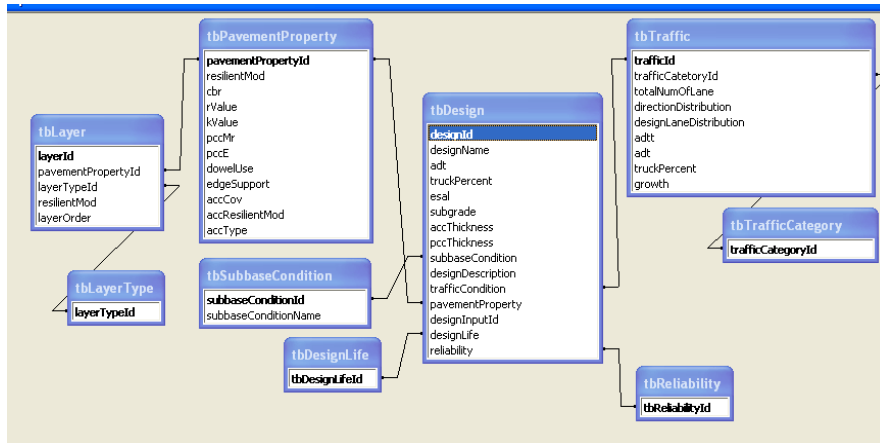 tbPavementProperty
pavementPropertyId
resilientMod
cbr
rValue
kValue
pccMr
pccE
dowelUse
edgeSupport
accCov
accResilientMod
accType
tbTraffic
trafficId
trafficCatetoryId
totalNumOfLane
directionDistribution
designLaneDistribution
adtt
adt
truckPercent
growth
tbDesign
designId
designName
adt
truckPercent
esal
subgrade
accThickness
pccThickness
subbaseCondition
designDescription
trafficCondition
pavementProperty
designInputId
designLife
reliability
tbLayer
layerId
pavementPropertyId
layerTypeId
resilientMod
layerOrder
tbTrafficCategory
trafficCategoryId
tbSubbaseCondition
subbaseConditionId
subbaseConditionName
tbLayerType
layerTypeId
tbDesignLife
tbDesignLifeId
tbReliability
tbReliabilityId